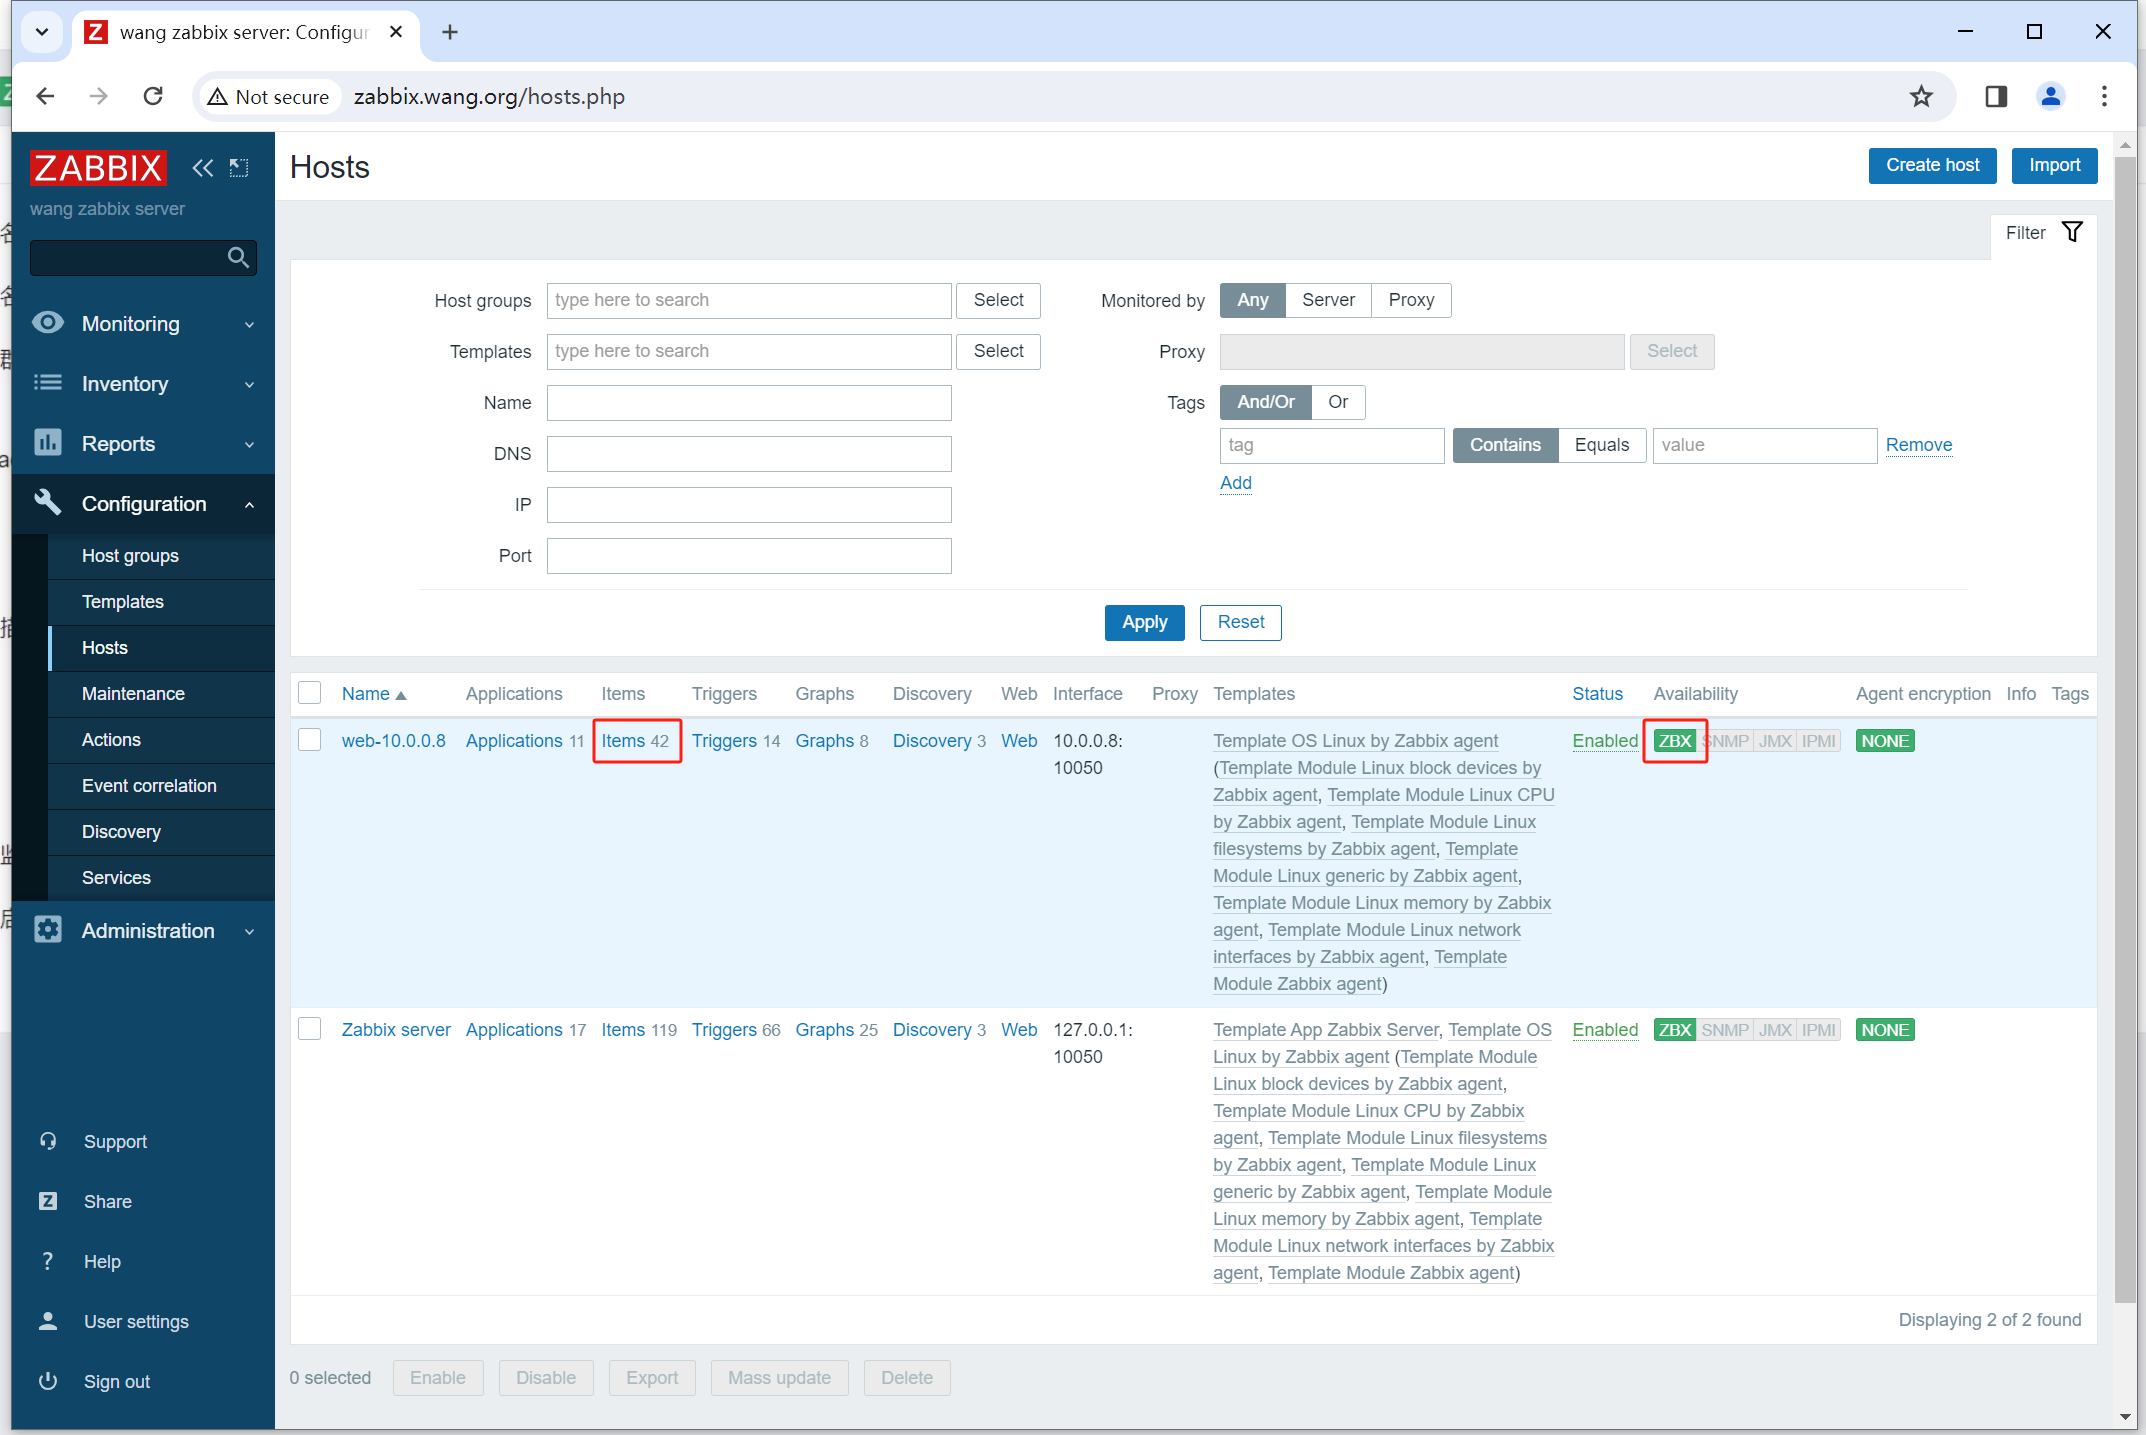 wang zabbix server: Configur
Not secure
zabbix.wang.org/hosts.php
ZABBIX
wang zabbix server
Monitoring
Inventory
Reports
Configuration
Host groups
Templates
Hosts
Maintenance
Actions
Event correlation
Discovery
Services
Administration
Support
Share
Help
User settings
Sign out
Hosts
Create host
Import
Filter
Host groups type here to search Select
Templates type here to search Select
Name
DNS
IP
Port
Monitored by Any Server Proxy
Proxy Select
Tags And/Or Or
tag Contains Equals value Remove
Add
Apply Reset
Name Applications Items Triggers Graphs Discovery Web Interface Proxy Templates Status Availability Agent encryption Info Tags
web-10.0.0.8 Applications 11 Items 42 Triggers 14 Graphs 8 Discovery 3 Web 10.0.0.8: Template OS Linux by Zabbix agent Enabled ZBX SNMP JMX IPMI NONE
10050 (Template Module Linux block devices by
Zabbix agent, Template Module Linux CPU
by Zabbix agent, Template Module Linux
filesystems by Zabbix agent, Template
Module Linux generic by Zabbix agent,
Template Module Linux memory by Zabbix
agent, Template Module Linux network
interfaces by Zabbix agent, Template
Module Zabbix agent)
Zabbix server Applications 17 Items 119 Triggers 66 Graphs 25 Discovery 3 Web 127.0.0.1: Template App Zabbix Server, Template OS Enabled ZBX SNMP JMX IPMI NONE
10050 Linux by Zabbix agent (Template Module
Linux block devices by Zabbix agent,
Template Module Linux CPU by Zabbix
agent, Template Module Linux filesystems
by Zabbix agent, Template Module Linux
generic by Zabbix agent, Template Module
Linux memory by Zabbix agent, Template
Module Linux network interfaces by Zabbix
agent, Template Module Zabbix agent)
Displaying 2 of 2 found
0 selected Enable Disable Export Mass update Delete